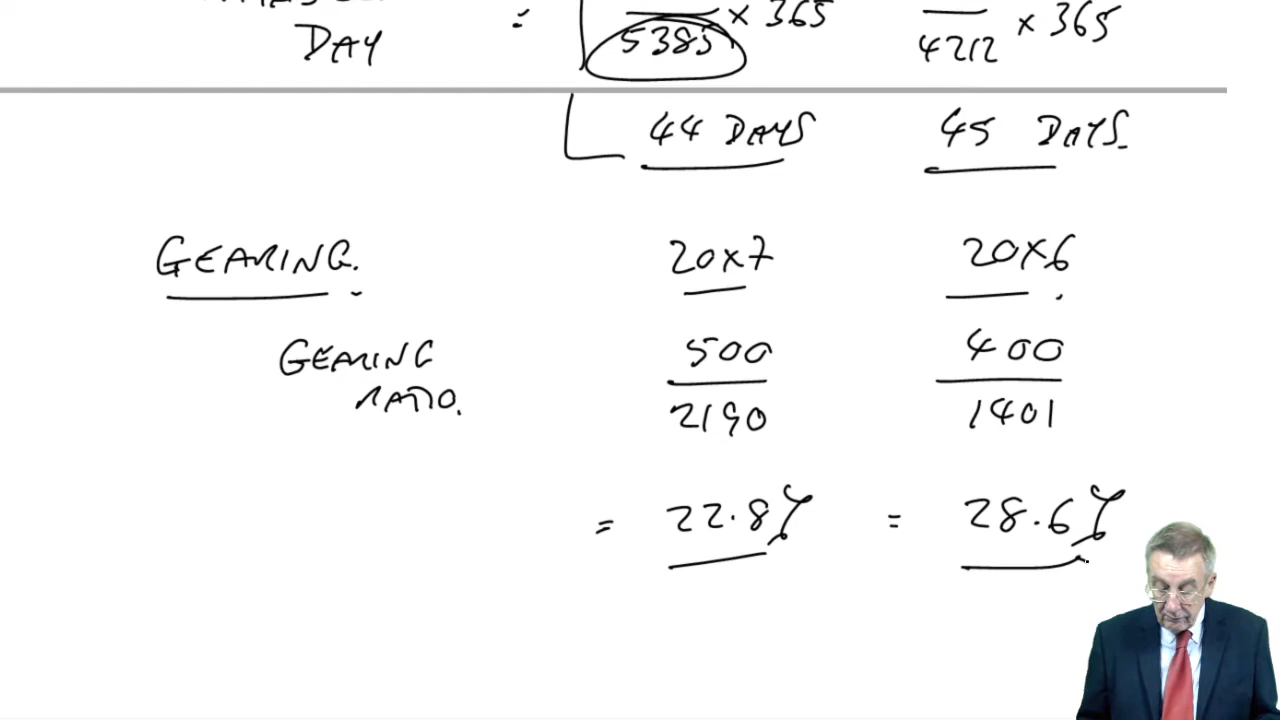 DAY = 5385 × 365 4212 × 365
44 DAYS 45 DAYS.
GEARING. 20X7 20X6
GEARING 500 400
RATIO. 2190 1401
= 22.8% = 28.6%